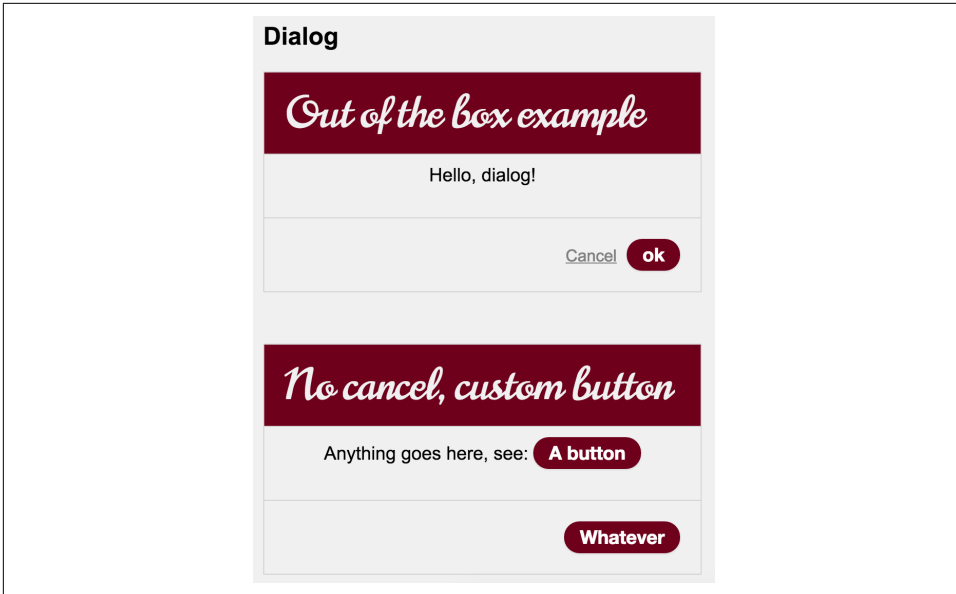 Dialog
Out of the box example
Hello, dialog!
Cancel ok
No cancel, custom button
Anything goes here, see: A button
Whatever